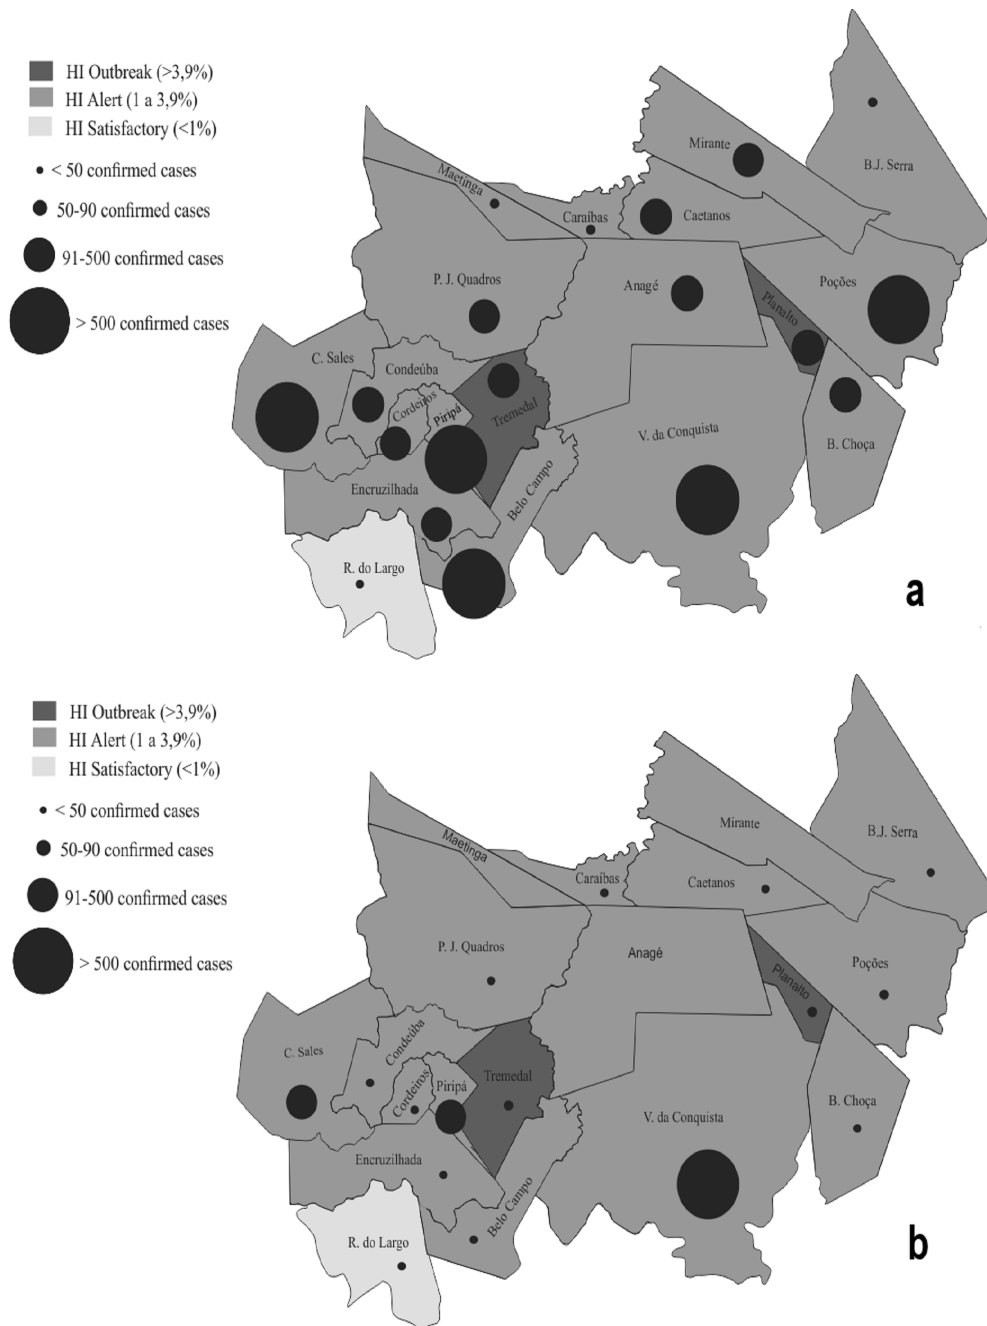 HI Outbreak (>3,9%)
HI Alert (1 a 3,9%)
HI Satisfactory (<1%)
< 50 confirmed cases
50-90 confirmed cases
91-500 confirmed cases
> 500 confirmed cases
Mirante
B.J. Serra
Maetinga
Caraíbas
Caetanos
P. J. Quadros
Anagé
Planalto
Poções
C. Sales
Condeúba
Cordeiros
Piripá
Tremedal
V. da Conquista
B. Choça
Encruzilhada
Belo Campo
R. do Largo
a
HI Outbreak (>3,9%)
HI Alert (1 a 3,9%)
HI Satisfactory (<1%)
< 50 confirmed cases
50-90 confirmed cases
91-500 confirmed cases
> 500 confirmed cases
Mirante
B.J. Serra
Maetinga
Caraíbas
Caetanos
P. J. Quadros
Anagé
Planalto
Poções
C. Sales
Condeúba
Cordeiros
Piripá
Tremedal
V. da Conquista
B. Choça
Encruzilhada
Belo Campo
R. do Largo
b